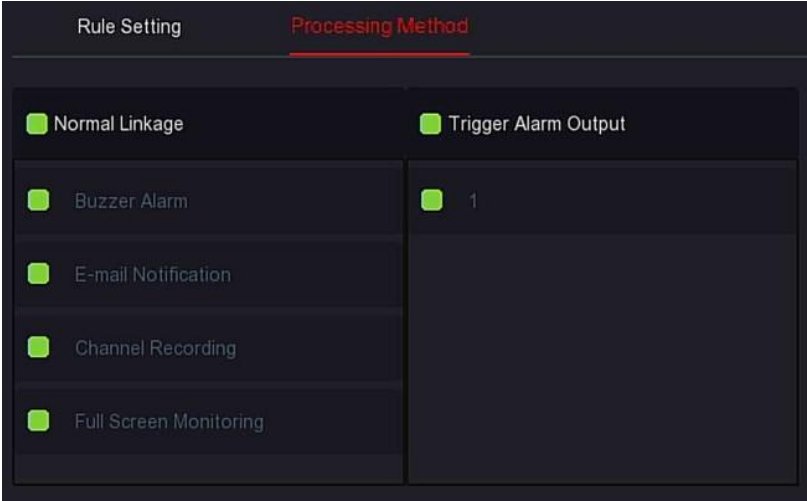 Rule Setting
Processing Method
Normal Linkage
Trigger Alarm Output
Buzzer Alarm
1
E-mail Notification
Channel Recording
Full Screen Monitoring